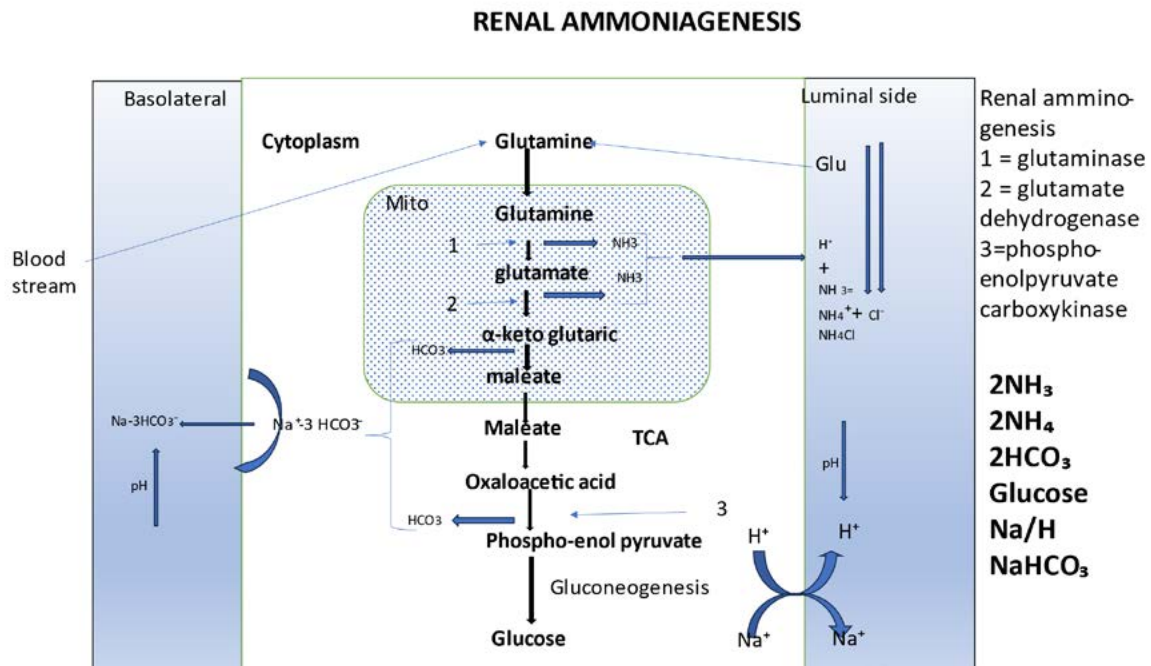 RENAL AMMONIAGENESIS
Basolateral
Cytoplasm
Glutamine
Luminal side
Glu
Mito
Glutamine
1
NH3
glutamate
NH3
2
α-keto glutaric
HCO3
maleate
Blood
stream
H⁺
+
NH 3=
NH4⁺+ Cl⁻
NH4Cl
Na-3HCO3⁻
Na⁺-3 HCO3⁻
pH
Maleate
TCA
Oxaloacetic acid
HCO3
3
Phospho-enol pyruvate
Gluconeogenesis
Glucose
pH
H⁺
H⁺
Na⁺
Na⁺
Renal ammino-
genesis
1 = glutaminase
2 = glutamate
dehydrogenase
3=phospho-
enolpyruvate
carboxykinase
2NH₃
2NH₄
2HCO₃
Glucose
Na/H
NaHCO₃